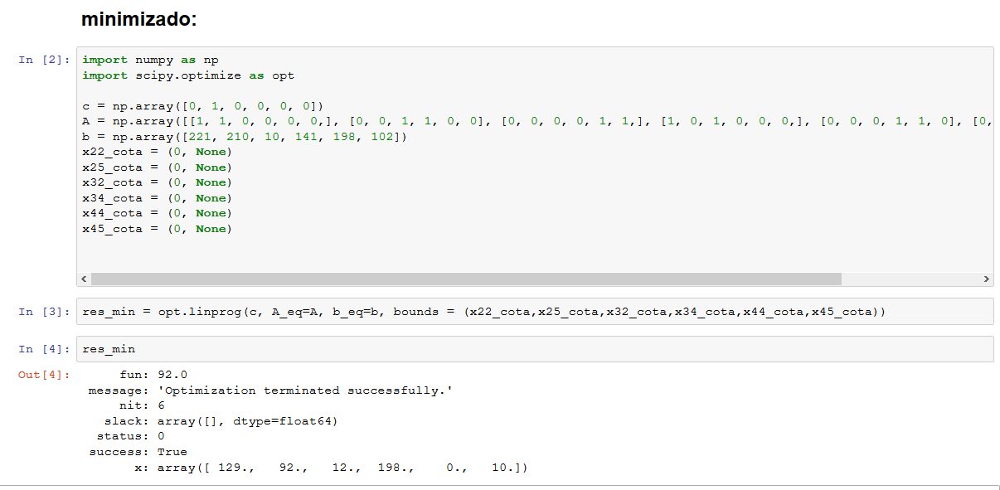 minimizado:
In [2]: import numpy as np
import scipy.optimize as opt
c = np.array([0, 1, 0, 0, 0, 0])
A = np.array([[1, 1, 0, 0, 0, 0,], [0, 0, 1, 1, 0, 0], [0, 0, 0, 0, 1, 1,], [1, 0, 1, 0, 0, 0,], [0, 0, 0, 1, 1, 0], [0,
b = np.array([221, 210, 10, 141, 198, 102])
x22_cota = (0, None)
x25_cota = (0, None)
x32_cota = (0, None)
x34_cota = (0, None)
x44_cota = (0, None)
x45_cota = (0, None)
In [3]: res_min = opt.linprog(c, A_eq=A, b_eq=b, bounds = (x22_cota,x25_cota,x32_cota,x34_cota,x44_cota,x45_cota))
In [4]: res_min
Out[4]: fun: 92.0
message: 'Optimization terminated successfully.'
nit: 6
slack: array([], dtype=float64)
status: 0
success: True
x: array([ 129., 92., 12., 198., 0., 10.])